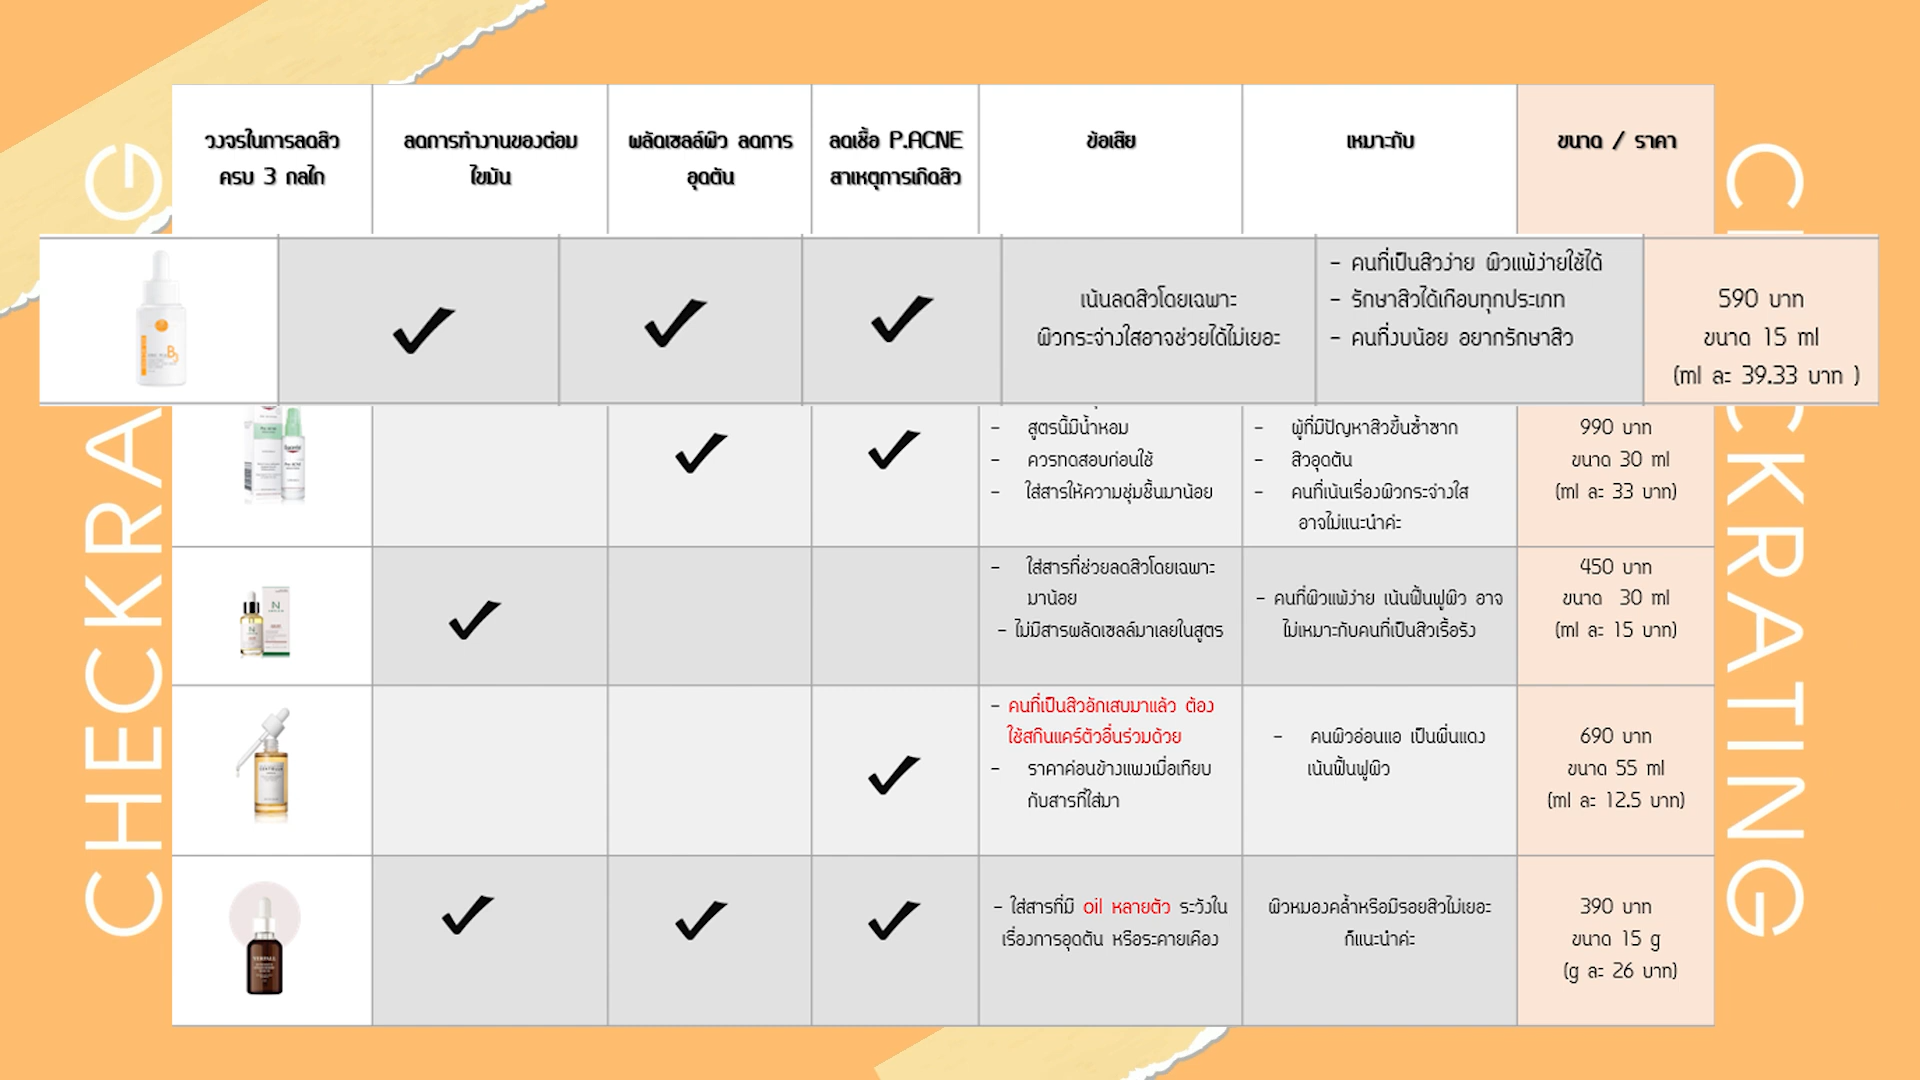 วงจรในการลดสิว
ครบ 3 กลไก
ลดการทำงานของต่อม
ไขมัน
ผลัดเซลล์ผิว ลดการ
อุดตัน
ลดเชื้อ P.ACNE
สาเหตุการเกิดสิว
ข้อเสีย
เหมาะกับ
ขนาด / ราคา
เน้นลดสิวโดยเฉพาะ
ผิวกระจ่างใสอาจช่วยได้ไม่เยอะ
- คนที่เป็นสิวง่าย ผิวแพ้ง่ายใช้ได้
- รักษาสิวได้เกือบทุกประเภท
- คนที่งบน้อย อยากรักษาสิว
590 บาท
ขนาด 15 ml
(ml ละ 39.33 บาท )
- สูตรนี้มีน้ำหอม
- ควรทดสอบก่อนใช้
- ใส่สารให้ความชุ่มชื้นมาน้อย
- ผู้ที่มีปัญหาสิวขึ้นซ้ำซาก
- สิวอุดตัน
- คนที่เน้นเรื่องผิวกระจ่างใส
อาจไม่แนะนำค่ะ
990 บาท
ขนาด 30 ml
(ml ละ 33 บาท)
- ใส่สารที่ช่วยลดสิวโดยเฉพาะ
มาน้อย
- ไม่มีสารผลัดเซลล์มาเลยในสูตร
- คนที่ผิวแพ้ง่าย เน้นฟื้นฟูผิว อาจ
ไม่เหมาะกับคนที่เป็นสิวเรื้อรัง
450 บาท
ขนาด 30 ml
(ml ละ 15 บาท)
- คนที่เป็นสิวอักเสบมาแล้ว ต้อง
ใช้สกินแคร์ตัวอื่นร่วมด้วย
- ราคาค่อนข้างแพงเมื่อเทียบ
กับสารที่ใส่มา
- คนผิวอ่อนแอ เป็นผื่นแดง
เน้นฟื้นฟูผิว
690 บาท
ขนาด 55 ml
(ml ละ 12.5 บาท)
- ใส่สารที่มี oil หลายตัว ระวังใน
เรื่องการอุดตัน หรือระคายเคือง
ผิวหมองคล้ำหรือมีรอยสิวไม่เยอะ
ก็แนะนำค่ะ
390 บาท
ขนาด 15 g
(g ละ 26 บาท)